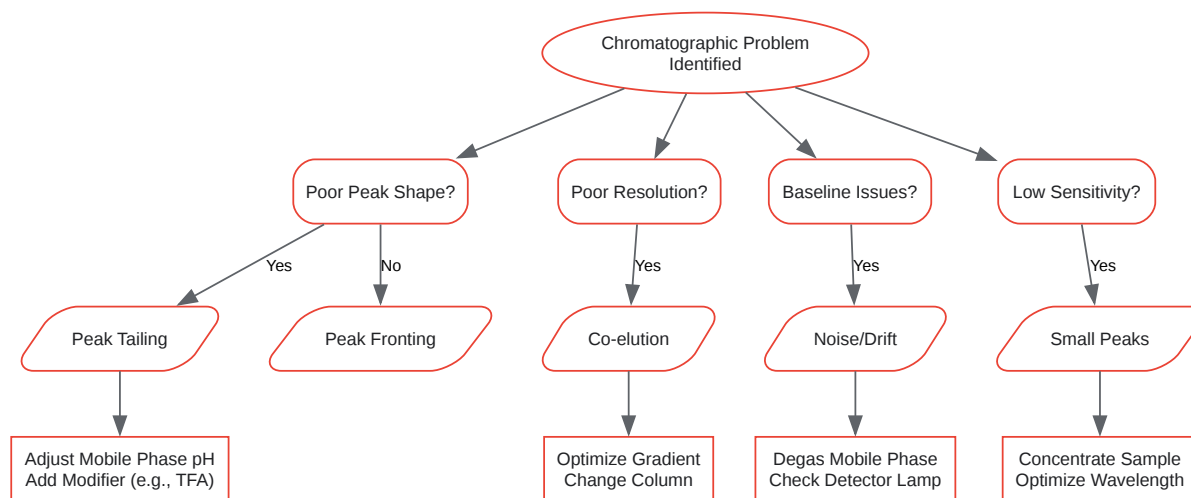 Chromatographic Problem
Identified
Poor Peak Shape?
Poor Resolution?
Baseline Issues?
Low Sensitivity?
Yes
No
Yes
Yes
Yes
Peak Tailing
Peak Fronting
Co-elution
Noise/Drift
Small Peaks
Adjust Mobile Phase pH
Add Modifier (e.g., TFA)
Optimize Gradient
Change Column
Degas Mobile Phase
Check Detector Lamp
Concentrate Sample
Optimize Wavelength